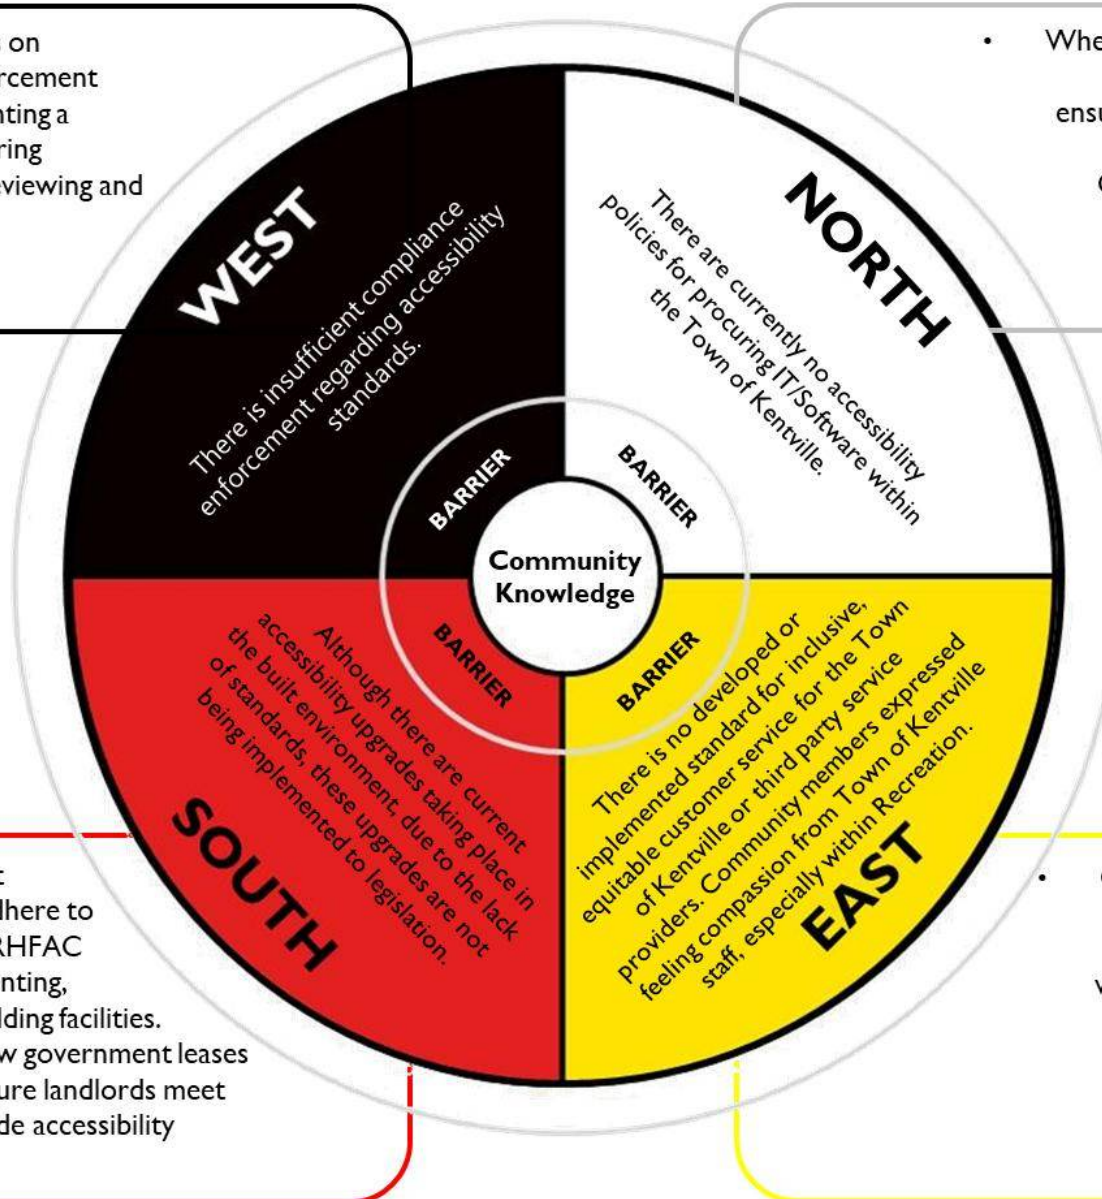 on
rcement
nting a
ring
eviewing and
Whe
ensu
WEST
There is insufficient compliance
enforcement regarding accessibility
standards.
BARRIER
NORTH
There are currently no accessibility
policies for procuring IT/Software within
the Town of Kentville.
BARRIER
Community
Knowledge
BARRIER
Although there are current
accessibility upgrades taking place in
the built environment, due to the lack
of standards, these upgrades are not
being implemented to legislation.
SOUTH
BARRIER
There is no developed or
implemented standard for inclusive,
equitable customer service for the Town
of Kentville or third party service
providers. Community members expressed
feeling compassion from Town of Kentville
staff, especially within Recreation.
EAST
lhere to
RHFAC
nting,
lding facilities.
w government leases
ure landlords meet
de accessibility